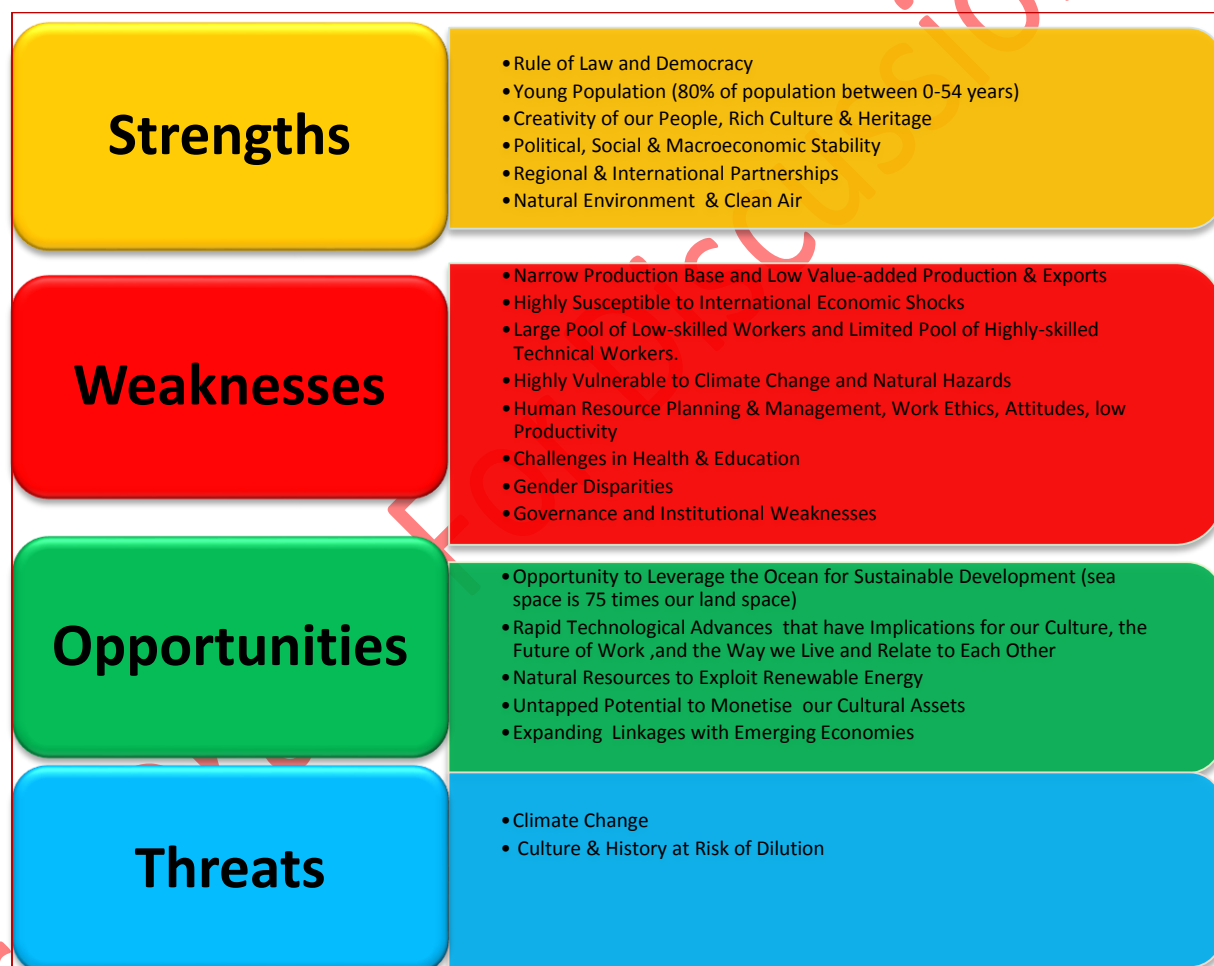 Strengths
•Rule of Law and Democracy
•Young Population (80% of population between 0-54 years)
•Creativity of our People, Rich Culture & Heritage
•Political, Social & Macroeconomic Stability
•Regional & International Partnerships
•Natural Environment & Clean Air
Weaknesses
•Narrow Production Base and Low Value-added Production & Exports
•Highly Susceptible to International Economic Shocks
•Large Pool of Low-skilled Workers and Limited Pool of Highly-skilled
Technical Workers.
•Highly Vulnerable to Climate Change and Natural Hazards
•Human Resource Planning & Management, Work Ethics, Attitudes, low
Productivity
•Challenges in Health & Education
•Gender Disparities
•Governance and Institutional Weaknesses
Opportunities
•Opportunity to Leverage the Ocean for Sustainable Development (sea
space is 75 times our land space)
•Rapid Technological Advances that have Implications for our Culture, the
Future of Work ,and the Way we Live and Relate to Each Other
•Natural Resources to Exploit Renewable Energy
•Untapped Potential to Monetise our Cultural Assets
•Expanding Linkages with Emerging Economies
Threats
•Climate Change
• Culture & History at Risk of Dilution
For Discussion